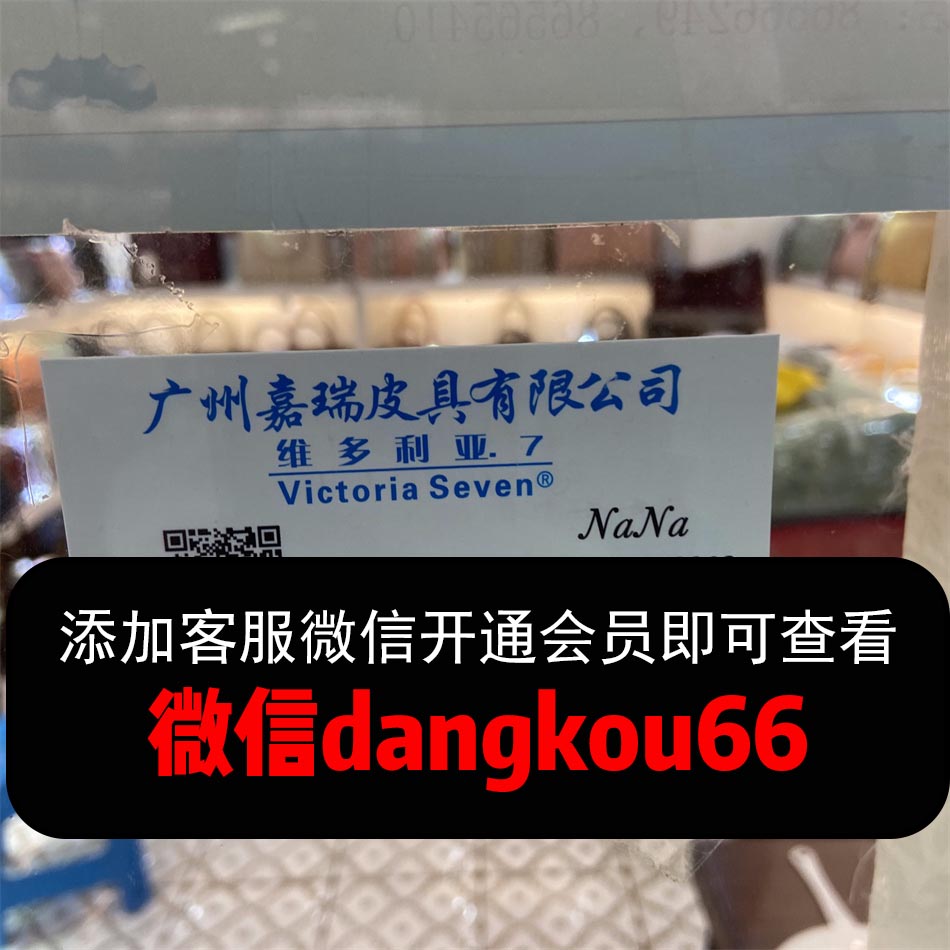 86566249, 86565410
广州嘉瑞皮具有限公司
维多利亚.7
Victoria Seven®
NaNa
添加客服微信开通会员即可查看
微信dangkou66